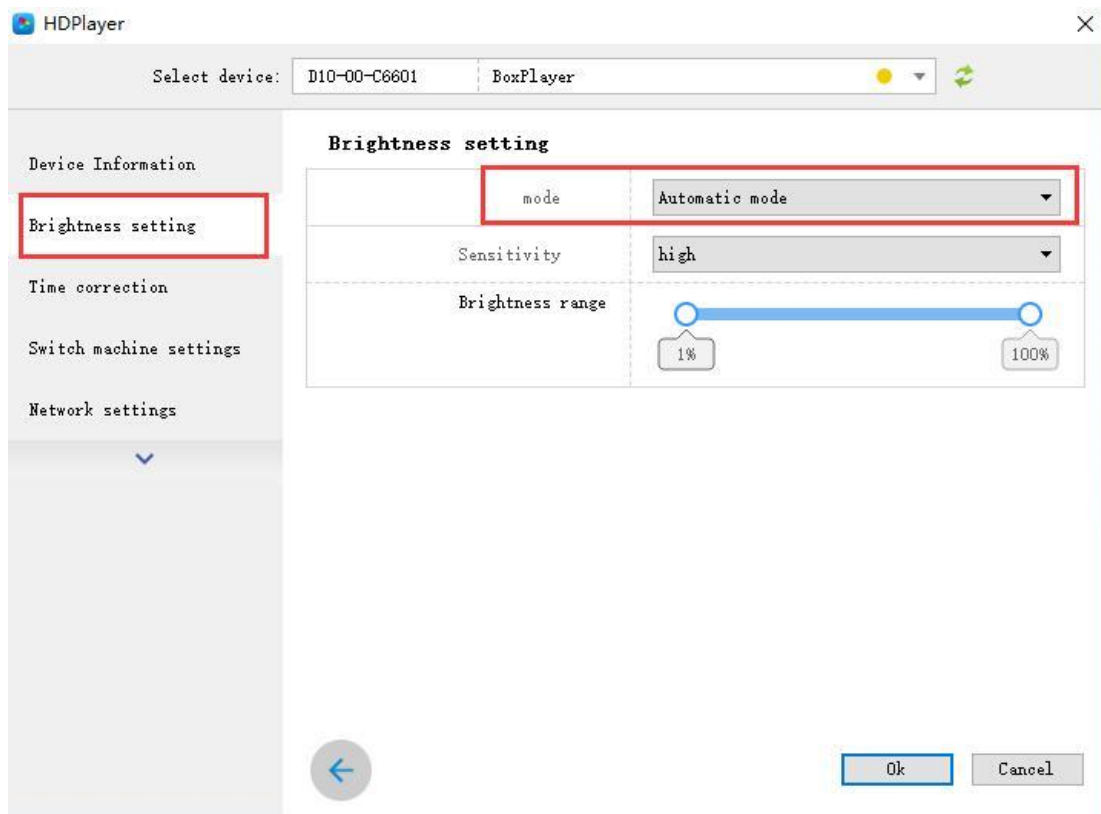 HDPlayer
Select device: D10-00-C6601 BoxPlayer
Device Information
Brightness setting
Time correction
Switch machine settings
Network settings
Brightness setting
mode Automatic mode
Sensitivity high
Brightness range
1% 100%
Ok Cancel